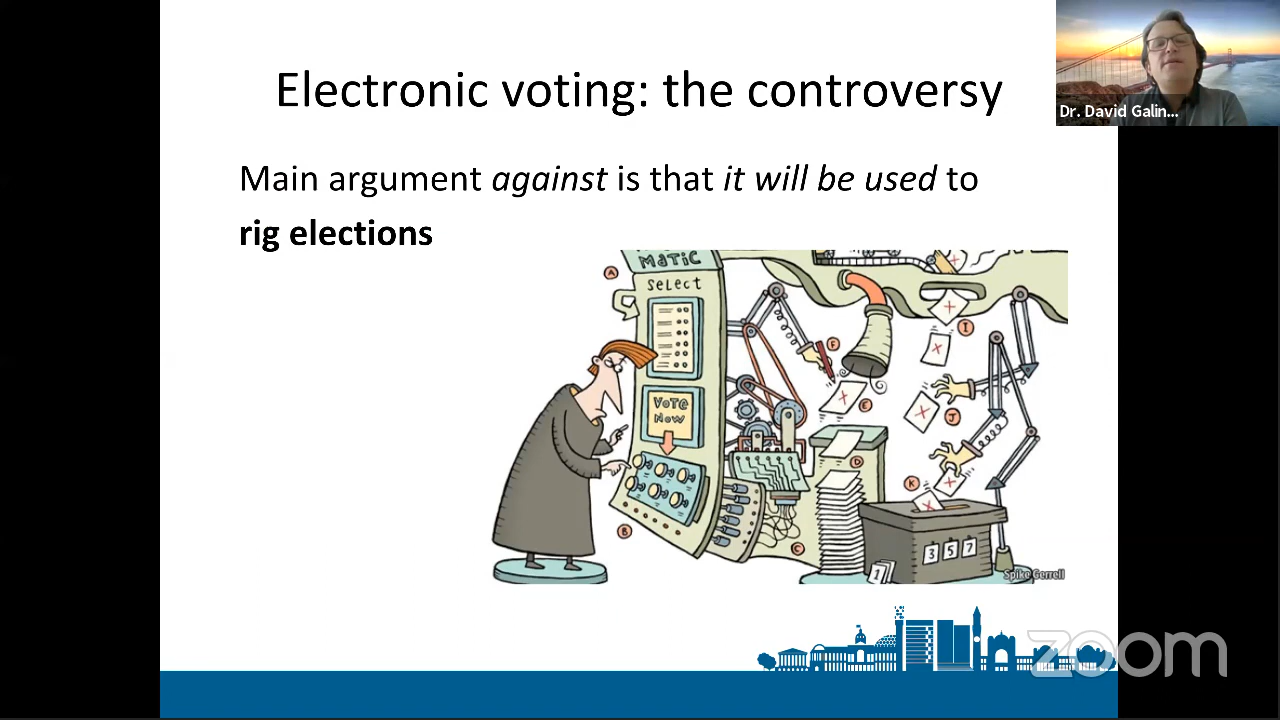 Electronic voting: the controversy
Dr. David Galin...
Main argument against is that it will be used to
rig elections
MATIC
A
SELECT
I
F
VOTE
NOW
E
J
D
K
B
C
357
1
Spike Gerrell
zoom